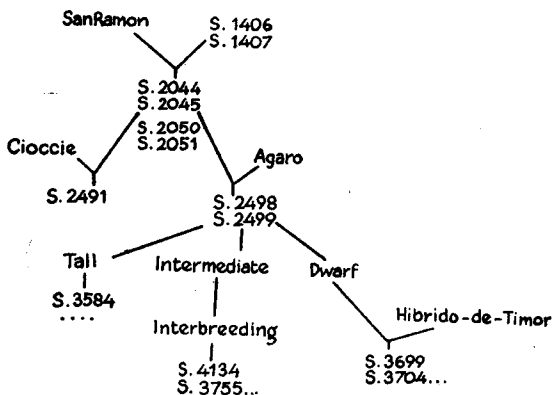 SanRamon
S.1406
S.1407
S.2044
S.2045
S.2050
S.2051
Cioccie
Agaro
S.2491
S.2498
S.2499
Tall
Intermediate
Dwarf
S.3584
....
Hibrido-de-Timor
Interbreeding
S.4134
S.3755...
S.3699
S.3704...